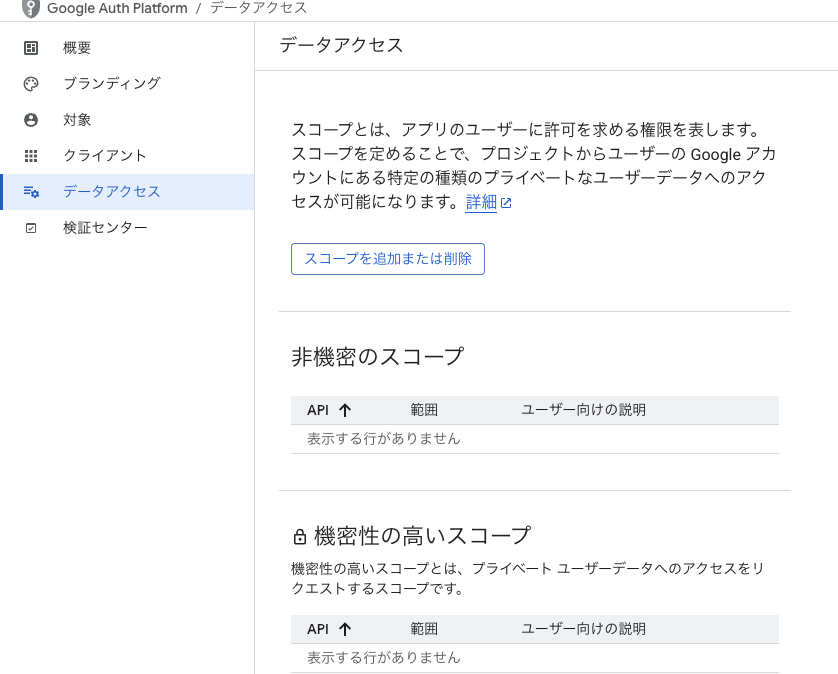 Google Auth Platform / データアクセス
概要
ブランディング
対象
クライアント
データアクセス
検証センター
データアクセス
スコープとは、アプリのユーザーに許可を求める権限を表します。
スコープを定めることで、プロジェクトからユーザーの Google アカ
ウントにある特定の種類のプライベートなユーザーデータへのアク
セスが可能になります。詳細
スコープを追加または削除
非機密のスコープ
API ↑ 範囲 ユーザー向けの説明
表示する行がありません
機密性の高いスコープ
機密性の高いスコープとは、プライベート ユーザーデータへのアクセスをリ
クエストするスコープです。
API ↑ 範囲 ユーザー向けの説明
表示する行がありません